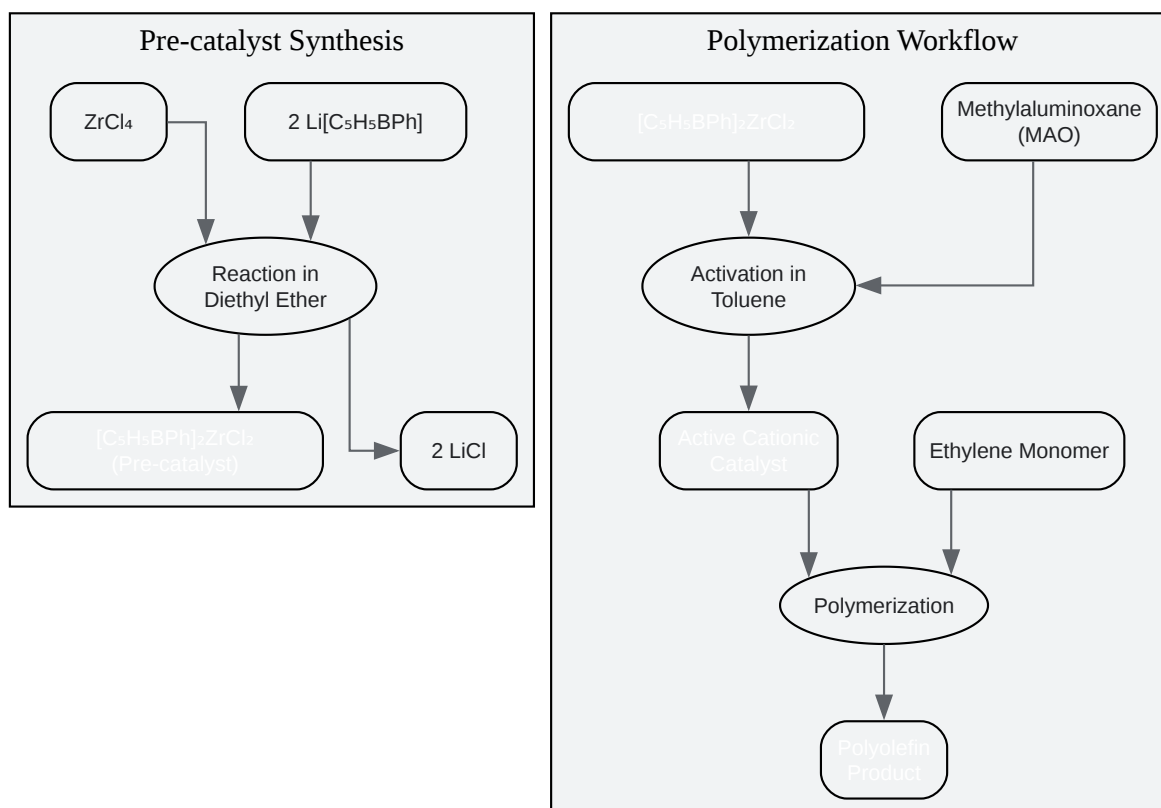 Pre-catalyst Synthesis
ZrCl₄
2 Li[C₅H₅BPh]
Reaction in
Diethyl Ether
[C₅H₅BPh]₂ZrCl₂
(Pre-catalyst)
2 LiCl
Polymerization Workflow
[C₅H₅BPh]₂ZrCl₂
Methylaluminoxane
(MAO)
Activation in
Toluene
Active Cationic
Catalyst
Ethylene Monomer
Polymerization
Polyolefin
Product